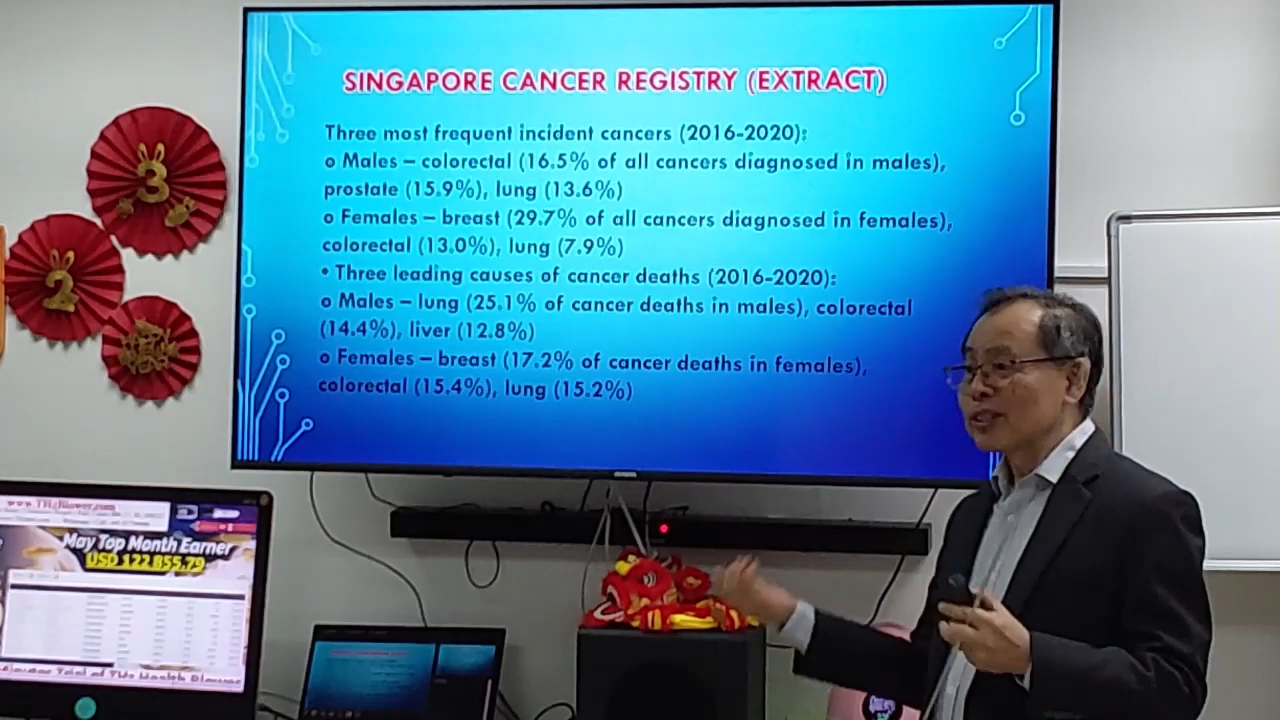 SINGAPORE CANCER REGISTRY (EXTRACT)
Three most frequent incident cancers (2016-2020):
o Males – colorectal (16.5% of all cancers diagnosed in males),
prostate (15.9%), lung (13.6%)
o Females – breast (29.7% of all cancers diagnosed in females),
colorectal (13.0%), lung (7.9%)
• Three leading causes of cancer deaths (2016-2020):
o Males – lung (25.1% of cancer deaths in males), colorectal
(14.4%), liver (12.8%)
o Females – breast (17.2% of cancer deaths in females),
colorectal (15.4%), lung (15.2%)
3
2
May Top Month Earner
USD 122,855.79